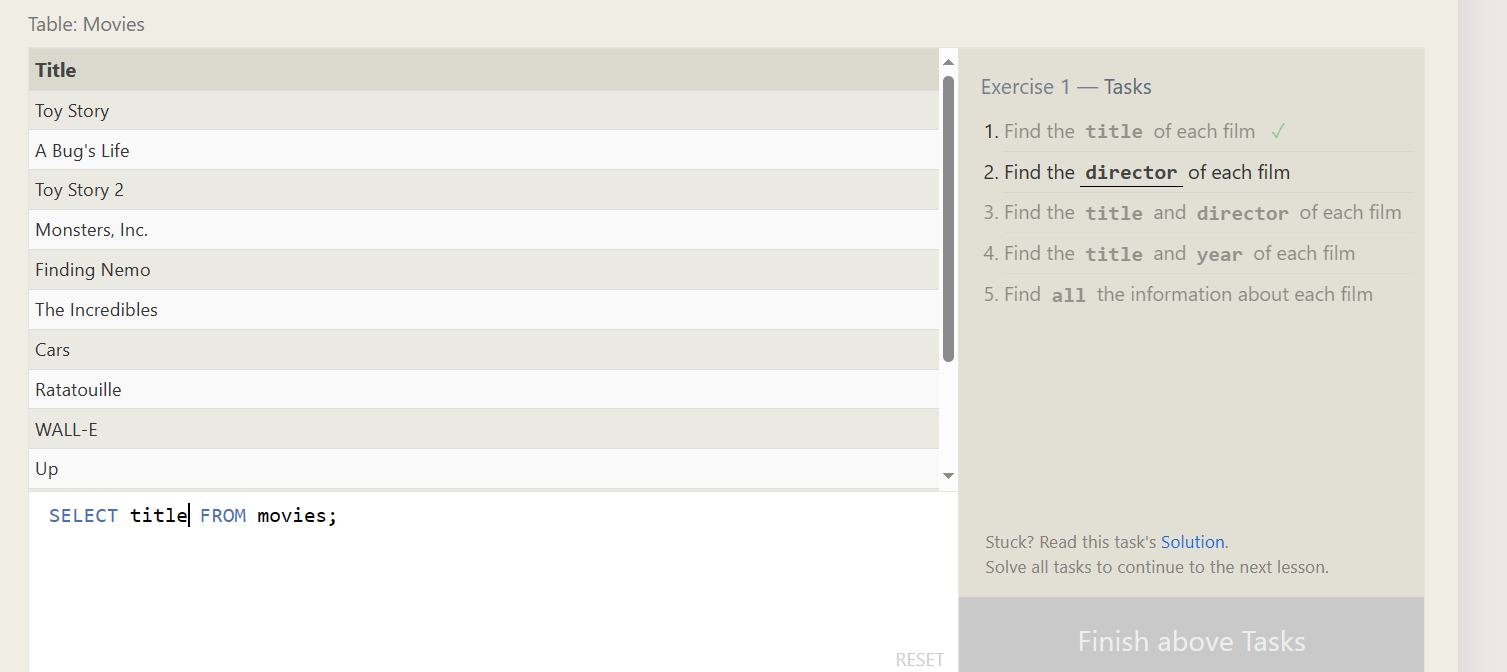 Table: Movies
Title
Toy Story
A Bug's Life
Toy Story 2
Monsters, Inc.
Finding Nemo
The Incredibles
Cars
Ratatouille
WALL-E
Up
SELECT title FROM movies;
RESET
Exercise 1 — Tasks
1. Find the title of each film ✓
2. Find the director of each film
3. Find the title and director of each film
4. Find the title and year of each film
5. Find all the information about each film
Stuck? Read this task's Solution.
Solve all tasks to continue to the next lesson.
Finish above Tasks